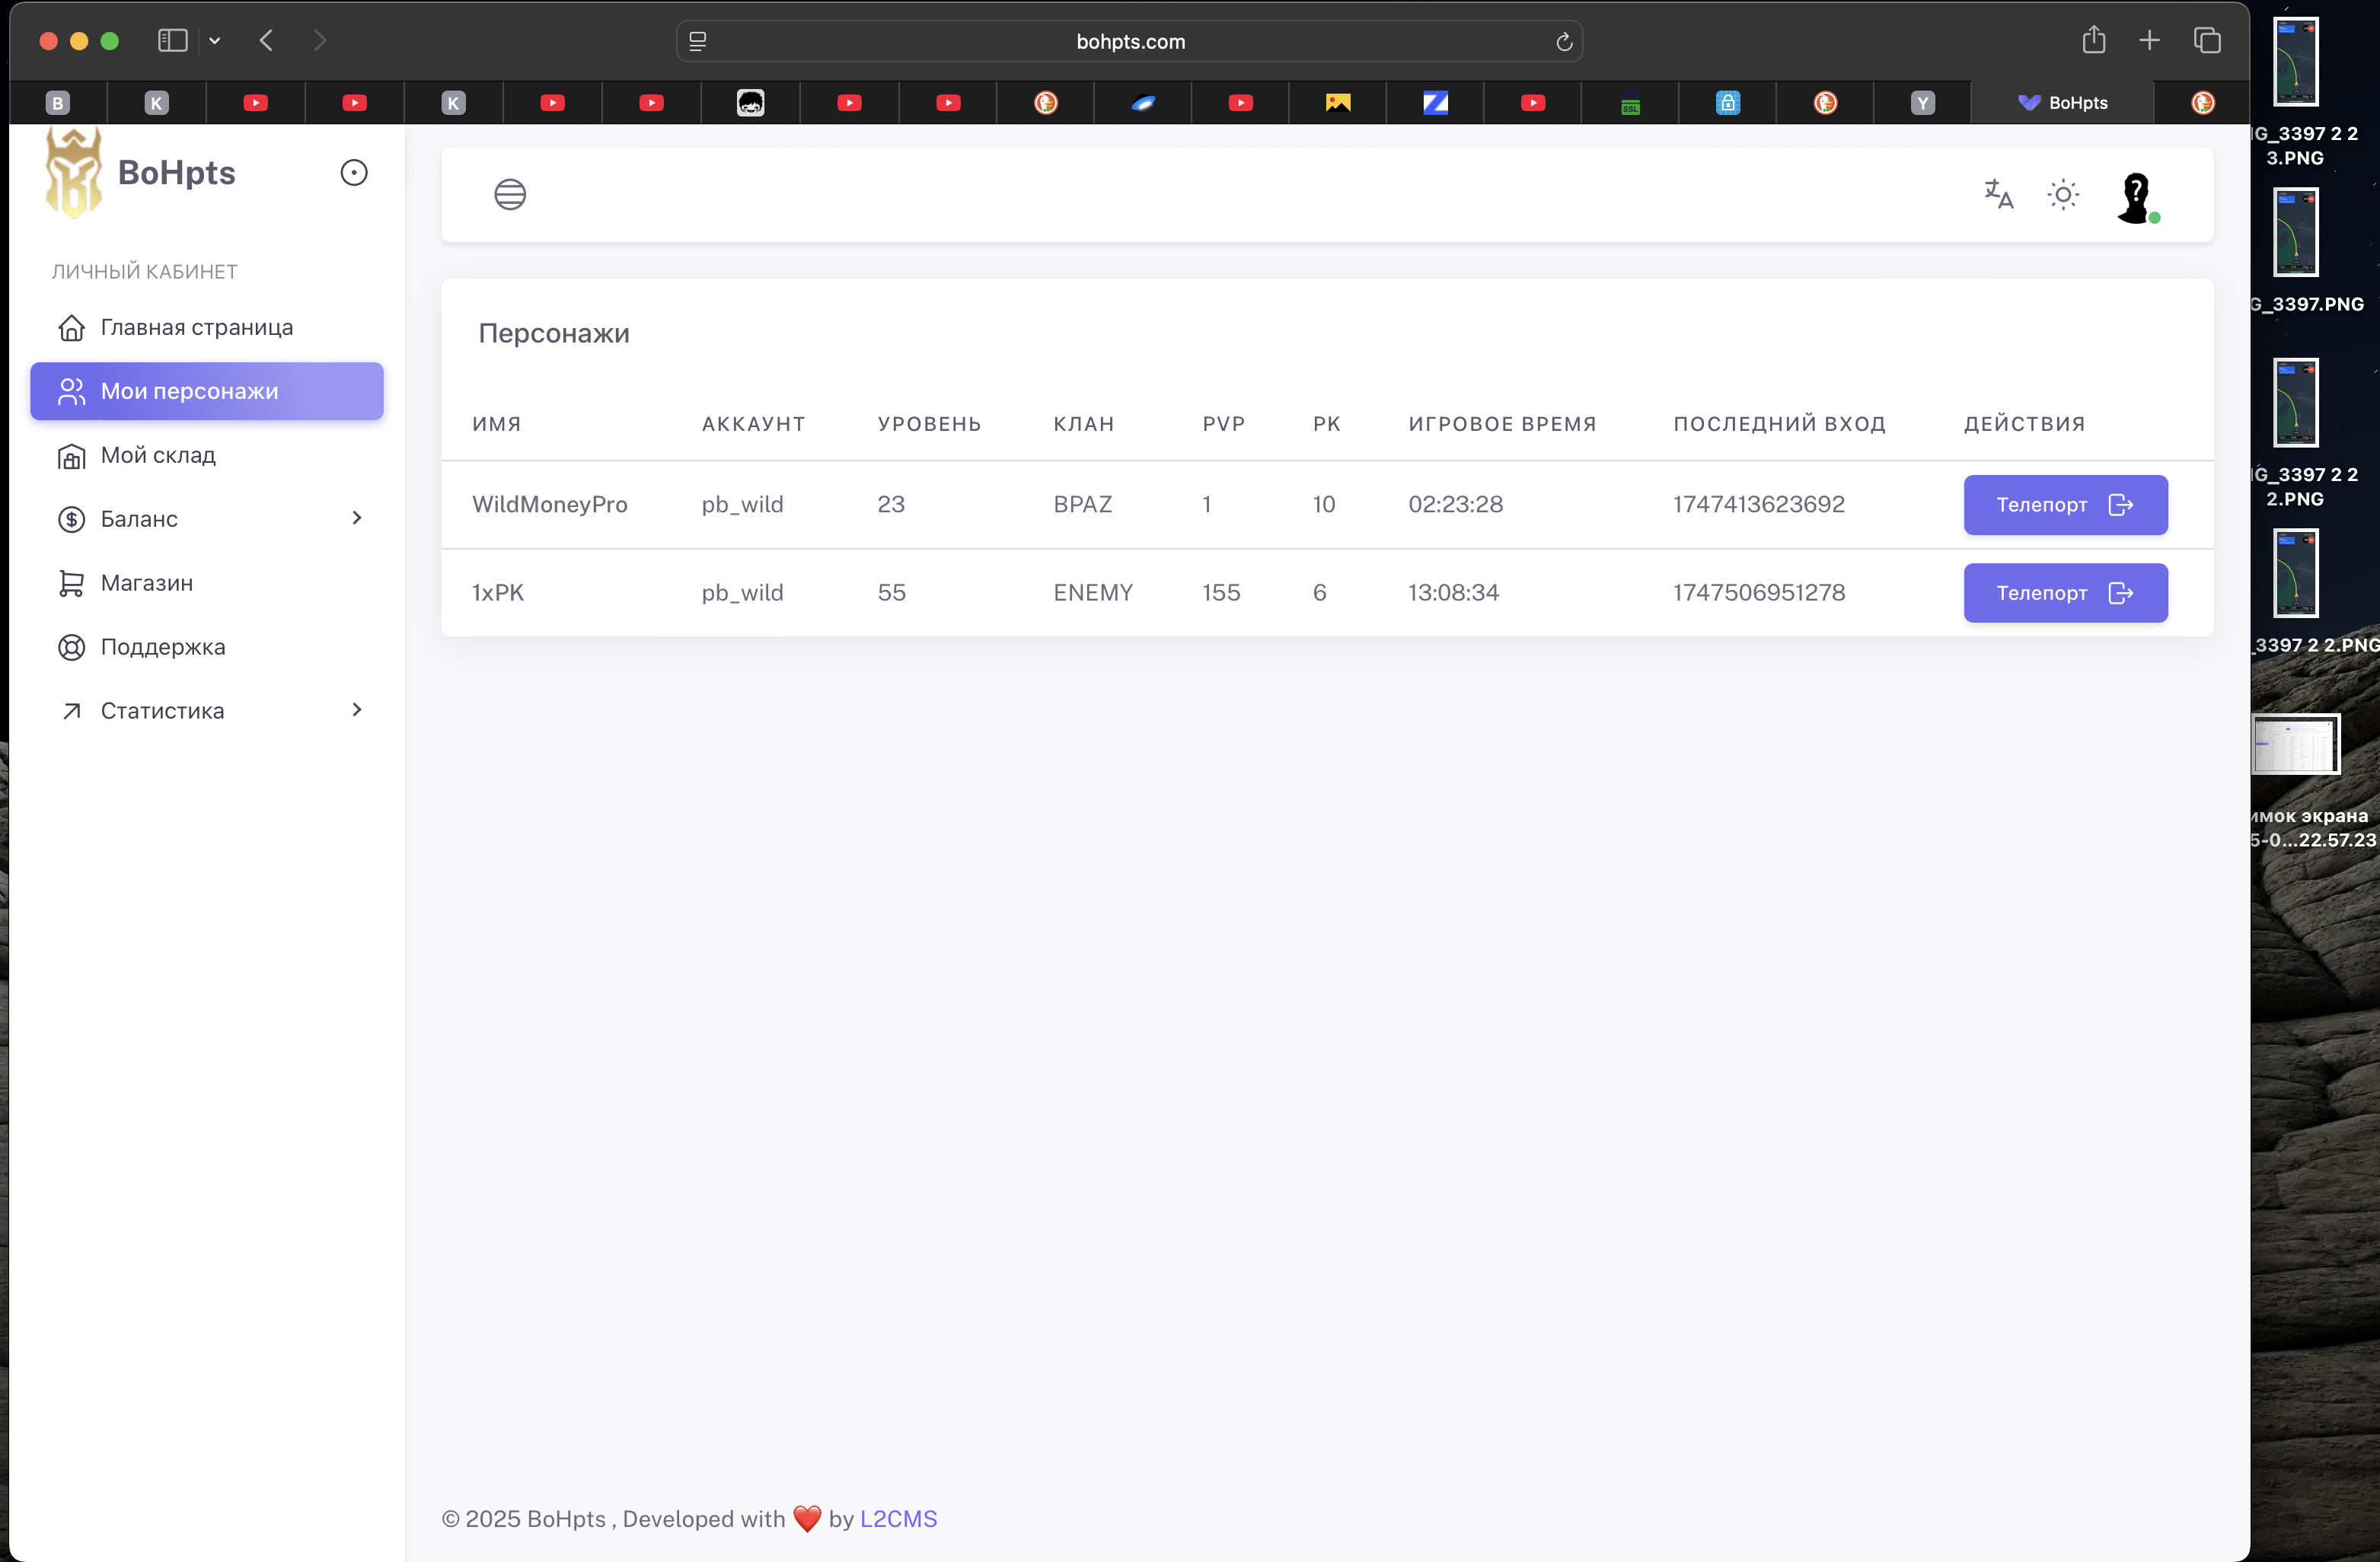 bohpts.com
B
K
K
SSL
Y
BoHpts
BoHpts
ЛИЧНЫЙ КАБИНЕТ
Главная страница
Мои персонажи
Мой склад
Баланс
Магазин
Поддержка
Статистика
Персонажи
ИМЯ АККАУНТ УРОВЕНЬ КЛАН PVP PK ИГРОВОЕ ВРЕМЯ ПОСЛЕДНИЙ ВХОД ДЕЙСТВИЯ
WildMoneyPro pb_wild 23 BPAZ 1 10 02:23:28 1747413623692 Телепорт
1xPK pb_wild 55 ENEMY 155 6 13:08:34 1747506951278 Телепорт
© 2025 BoHpts , Developed with ❤️ by L2CMS
G_3397 2 2
3.PNG
G_3397.PNG
G_3397 2 2
2.PNG
_3397 2 2.PNG
имок экрана
5-0...22.57.23